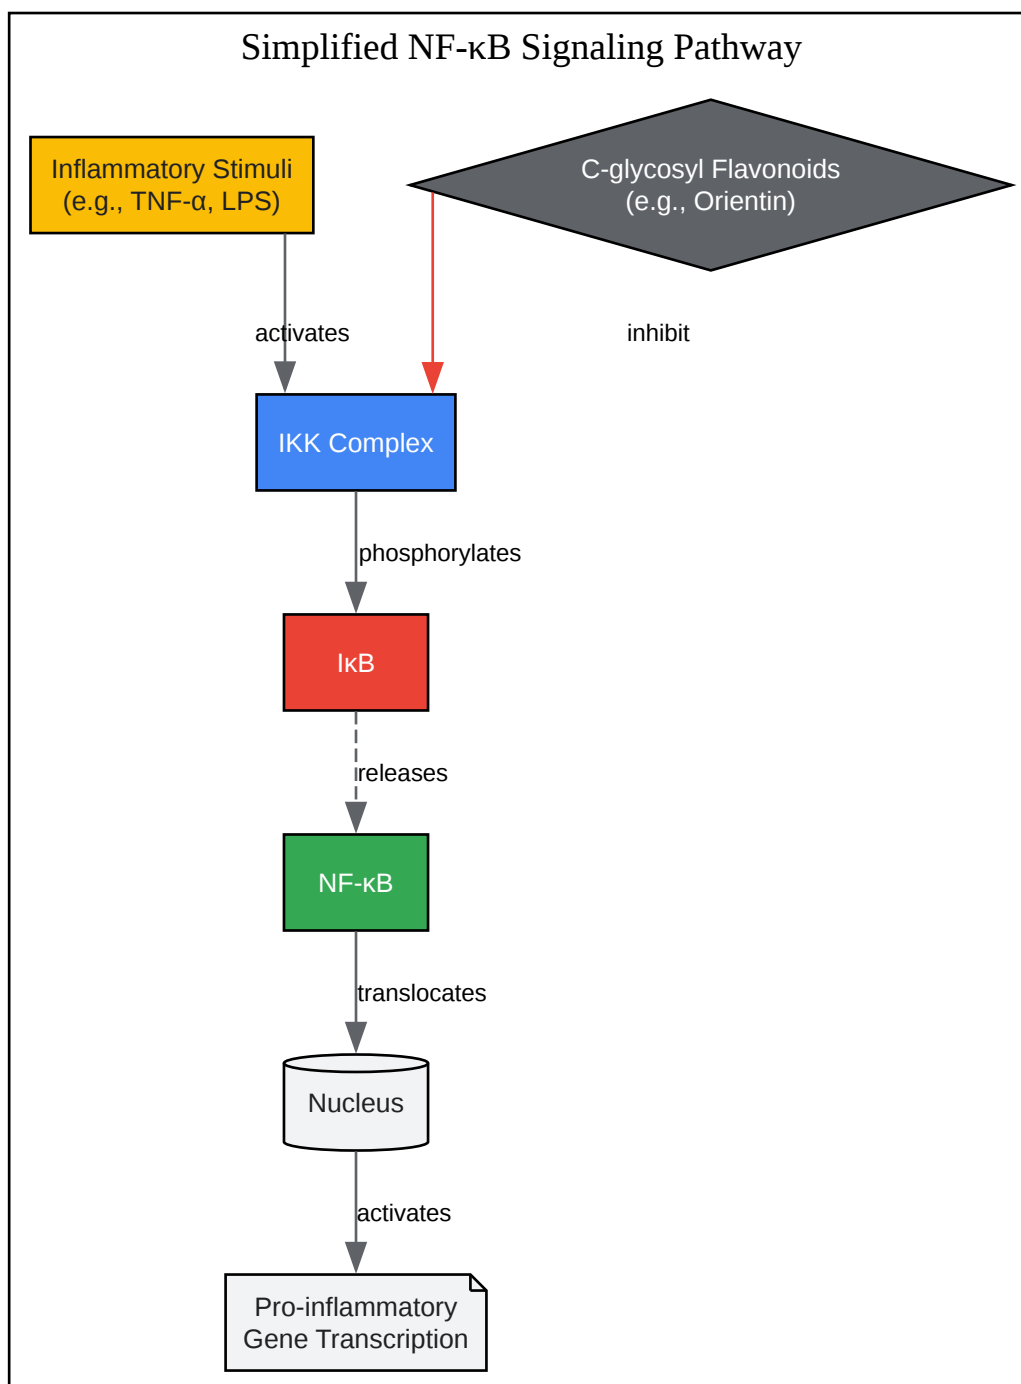 Simplified NF-κB Signaling Pathway
Inflammatory Stimuli
(e.g., TNF-α, LPS)
C-glycosyl Flavonoids
(e.g., Orientin)
activates
inhibit
IKK Complex
phosphorylates
IκB
releases
NF-κB
translocates
Nucleus
activates
Pro-inflammatory
Gene Transcription